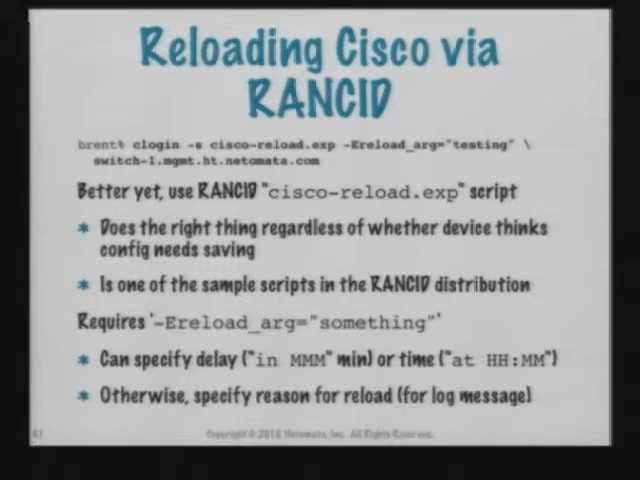 Reloading Cisco via
RANCID
brent% clogin -s cisco-reload.exp -Ereload_arg="testing" \
switch-1.mgmt.ht.netomata.com
Better yet, use RANCID "cisco-reload.exp" script
* Does the right thing regardless of whether device thinks
config needs saving
* Is one of the sample scripts in the RANCID distribution
Requires '-Ereload_arg="something"'
* Can specify delay ("in MMM" min) or time ("at HH:MM")
* Otherwise, specify reason for reload (for log message)
41
Copyright © 2010, Netomata, Inc. All Rights Reserved.